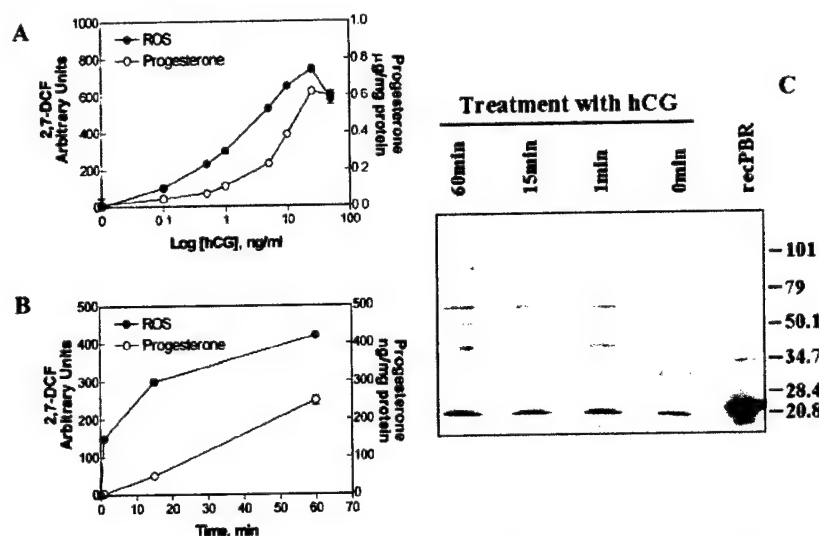 A
1000
800
600
400
200
0
2,7-DCF
Arbitrary Units
ROS
Progesterone
1.0
0.8
0.6
0.4
0.2
0.0
Progesterone
µg/mg protein
0 1
1
10
100
Log [hCG], ng/ml
B
500
400
300
200
100
0
2,7-DCF
Arbitrary Units
ROS
Progesterone
500
400
300
200
100
0
Progesterone
ng/mg protein
0 10 20 30 40 50 60 70
Time, min
C
Treatment with hCG
60min
15min
1min
0min
recPBR
-101
-79
-50.1
-34.7
-28.4
-20.8